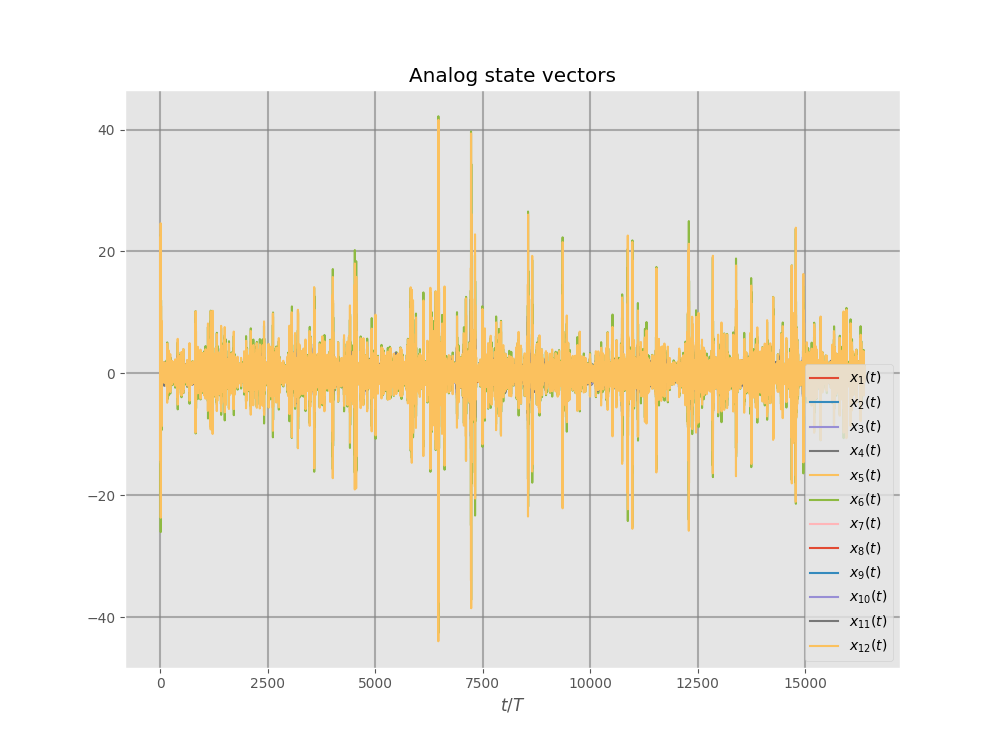 Analog state vectors
40
20
0
−20
−40
0 2500 5000 7500 10000 12500 15000
t/T
x₁(t)
x₂(t)
x₃(t)
x₄(t)
x₅(t)
x₆(t)
x₇(t)
x₈(t)
x₉(t)
x₁₀(t)
x₁₁(t)
x₁₂(t)